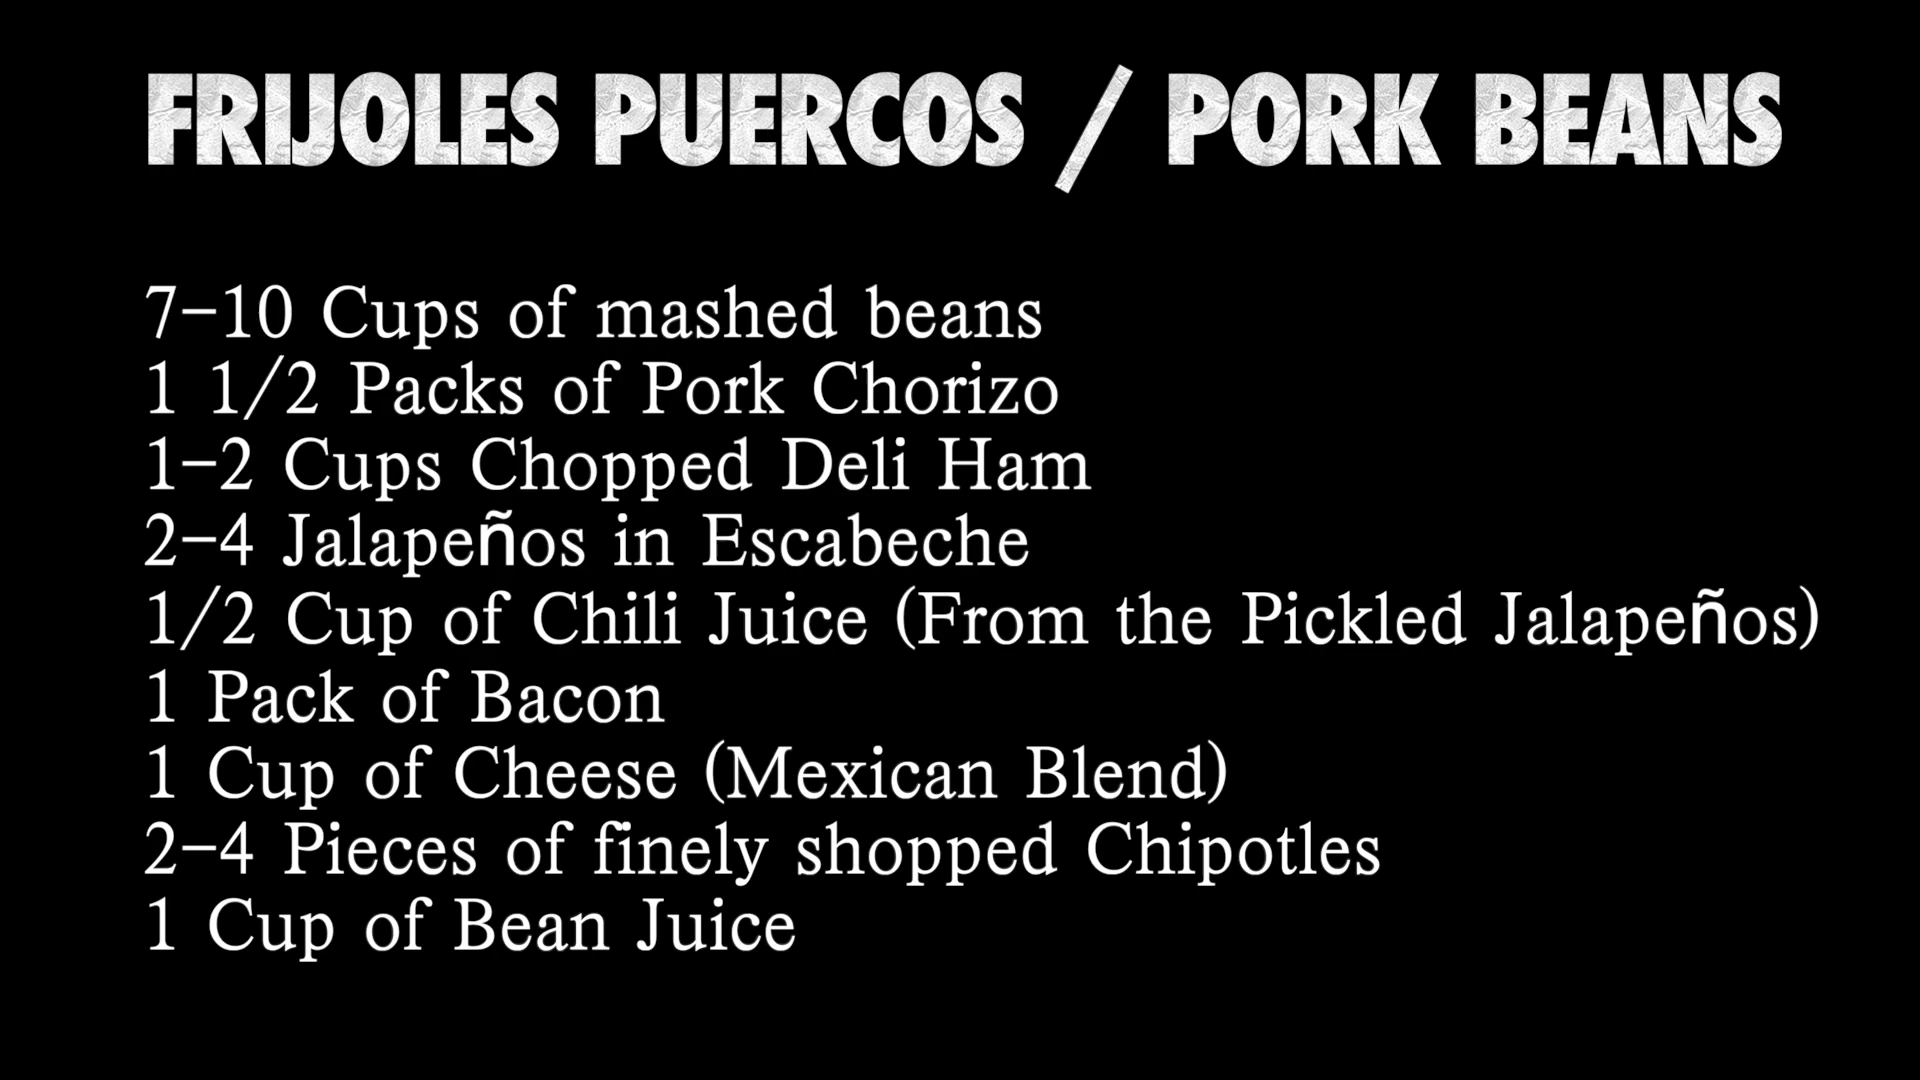 FRIJOLES PUERCOS / PORK BEANS
7-10 Cups of mashed beans
1 1/2 Packs of Pork Chorizo
1-2 Cups Chopped Deli Ham
2-4 Jalapeños in Escabeche
1/2 Cup of Chili Juice (From the Pickled Jalapeños)
1 Pack of Bacon
1 Cup of Cheese (Mexican Blend)
2-4 Pieces of finely shopped Chipotles
1 Cup of Bean Juice